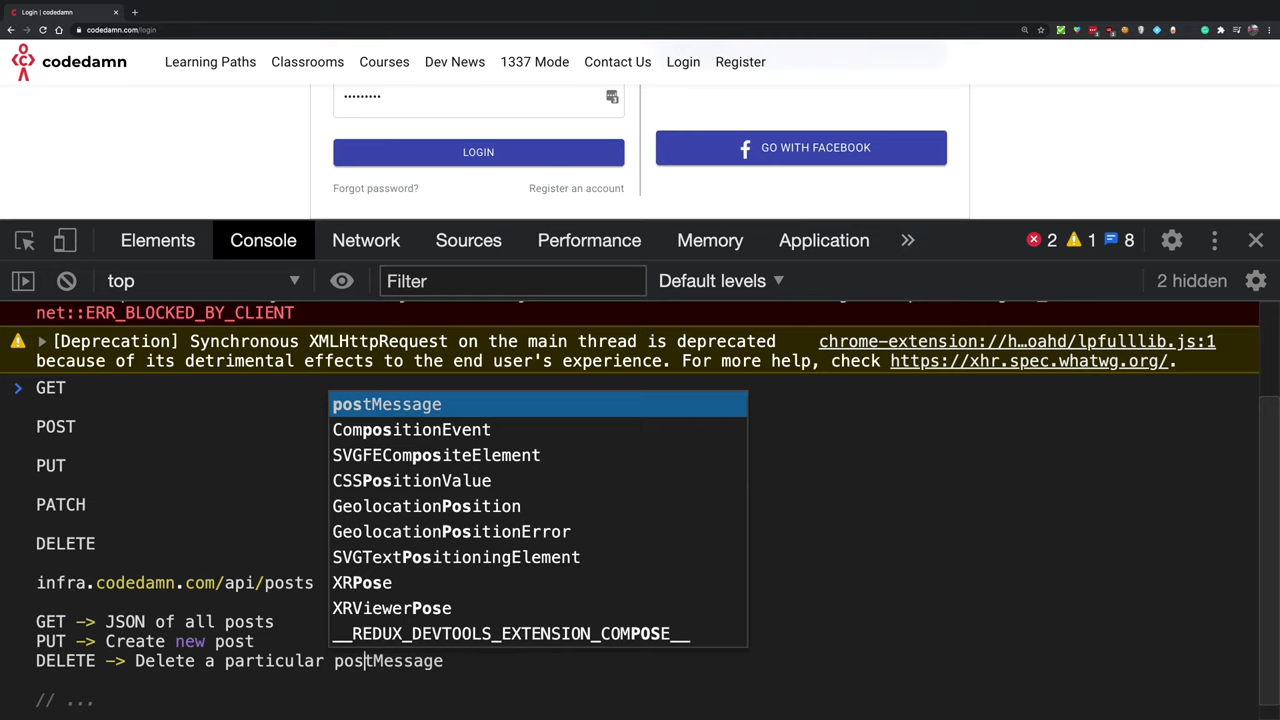 Login | codedamn
codedamn.com/login
codedamn
Learning Paths
Classrooms
Courses
Dev News
1337 Mode
Contact Us
Login
Register
•••••••••
LOGIN
GO WITH FACEBOOK
Forgot password?
Register an account
Elements
Console
Network
Sources
Performance
Memory
Application
»
2
1
8
top
Filter
Default levels
2 hidden
net::ERR_BLOCKED_BY_CLIENT
[Deprecation] Synchronous XMLHttpRequest on the main thread is deprecated chrome-extension://h…oahd/lpfulllib.js:1
because of its detrimental effects to the end user's experience. For more help, check https://xhr.spec.whatwg.org/.
GET
POST
PUT
PATCH
DELETE
infra.codedamn.com/api/posts
GET -> JSON of all posts
PUT -> Create new post
DELETE -> Delete a particular postMessage
// ...
postMessage
CompositionEvent
SVGFECompositeElement
CSSPositionValue
GeolocationPosition
GeolocationPositionError
SVGTextPositioningElement
XRPose
XRViewerPose
__REDUX_DEVTOOLS_EXTENSION_COMPOSE__